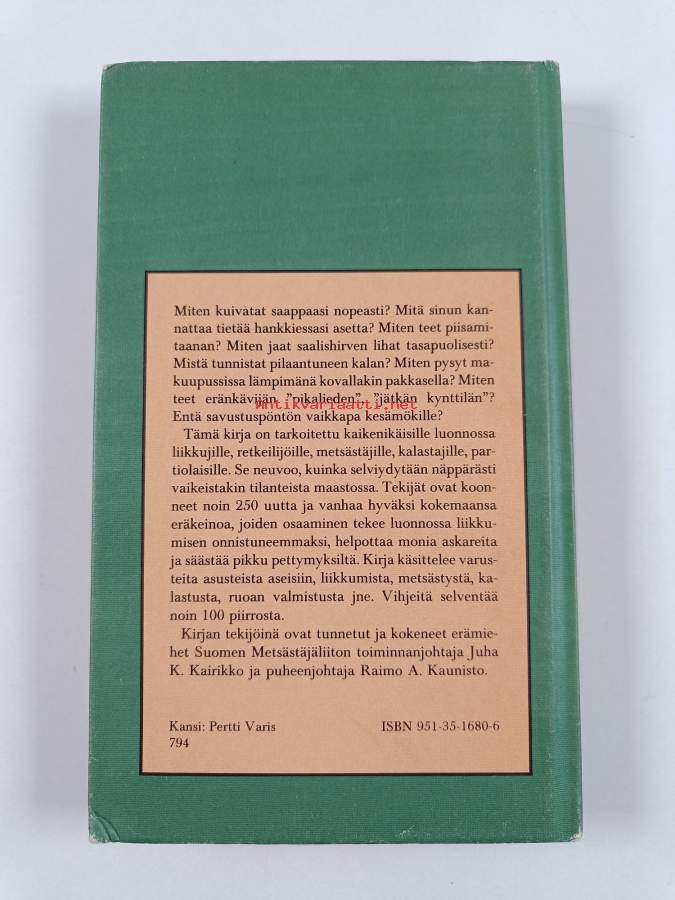 Miten kuivatat saappaasi nopeasti? Mitä sinun kan-
nattaa tietää hankkiessasi asetta? Miten teet piisami-
taanan? Miten jaat saalishirven lihat tasapuolisesti?
Mistä tunnistat pilaantuneen kalan? Miten pysyt ma-
kuupussissa lämpimänä kovallakin pakkasella? Miten
teet eränkävijän ”pikalieden”, ”jätkän kynttilän”?
Antikvariaatti.net
Entä savustuspöntön vaikkapa kesämökille?
Tämä kirja on tarkoitettu kaikenikäisille luonnossa
liikkujille, retkeilijöille, metsästäjille, kalastajille, par-
tiolaisille. Se neuvoo, kuinka selviydytään näppärästi
vaikeistakin tilanteista maastossa. Tekijät ovat koon-
neet noin 250 uutta ja vanhaa hyväksi kokemaansa
eräkeinoa, joiden osaaminen tekee luonnossa liikku-
misen onnistuneemmaksi, helpottaa monia askareita
ja säästää pikku pettymyksiltä. Kirja käsittelee varus-
teita asusteista aseisiin, liikkumista, metsästystä, ka-
lastusta, ruoan valmistusta jne. Vihjeitä selventää
noin 100 piirrosta.
Kirjan tekijöinä ovat tunnetut ja kokeneet erämie-
het Suomen Metsästäjäliiton toiminnanjohtaja Juha
K. Kairikko ja puheenjohtaja Raimo A. Kaunisto.
Kansi: Pertti Varis ISBN 951-35-1680-6
794